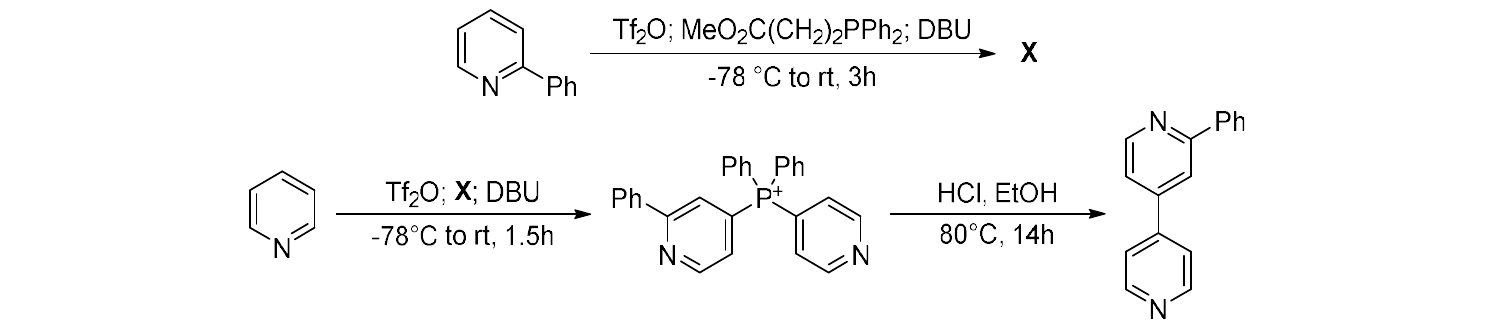 Tf₂O; MeO₂C(CH₂)₂PPh₂; DBU
-78 °C to rt, 3h
X
N
Ph
Tf₂O; X; DBU
-78°C to rt, 1.5h
N
Ph Ph
Ph P⁺
N N
HCl, EtOH
80°C, 14h
N Ph
N